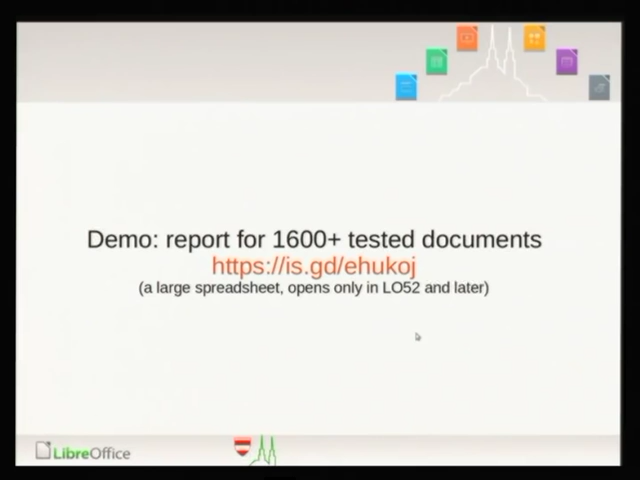 Demo: report for 1600+ tested documents
https://is.gd/ehukoj
(a large spreadsheet, opens only in LO52 and later)
LibreOffice